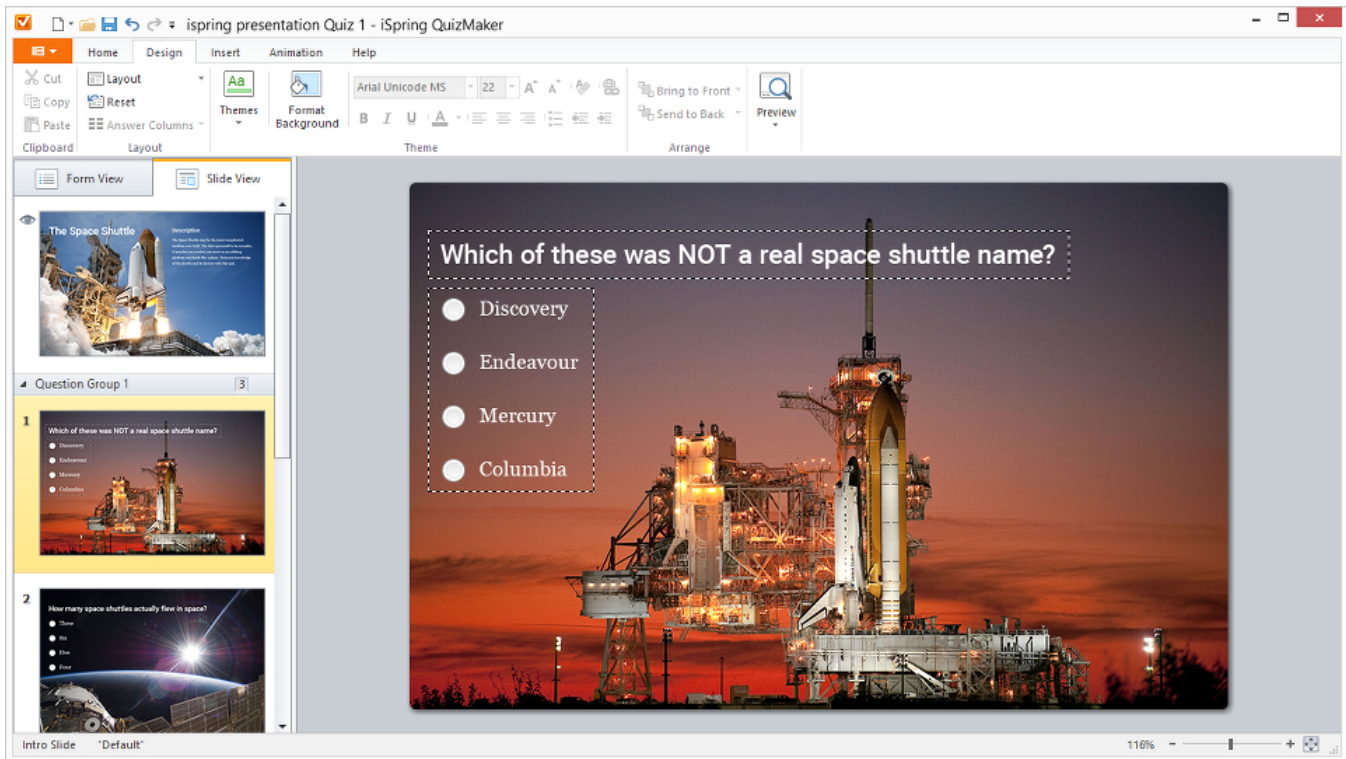 ispring presentation Quiz 1 - iSpring QuizMaker
Home Design Insert Animation Help
Cut
Copy
Paste
Clipboard
Layout
Reset
Answer Columns
Layout
Themes
Format
Background
Arial Unicode MS 22
B I U A
Theme
Bring to Front
Send to Back
Arrange
Preview
Form View
Slide View
The Space Shuttle
Description
Question Group 1 3
1
Which of these was NOT a real space shuttle name?
Discovery
Endeavour
Mercury
Columbia
2
How many space shuttles actually flew in space?
Three
Six
Five
Four
Which of these was NOT a real space shuttle name?
Discovery
Endeavour
Mercury
Columbia
Intro Slide "Default"
116%